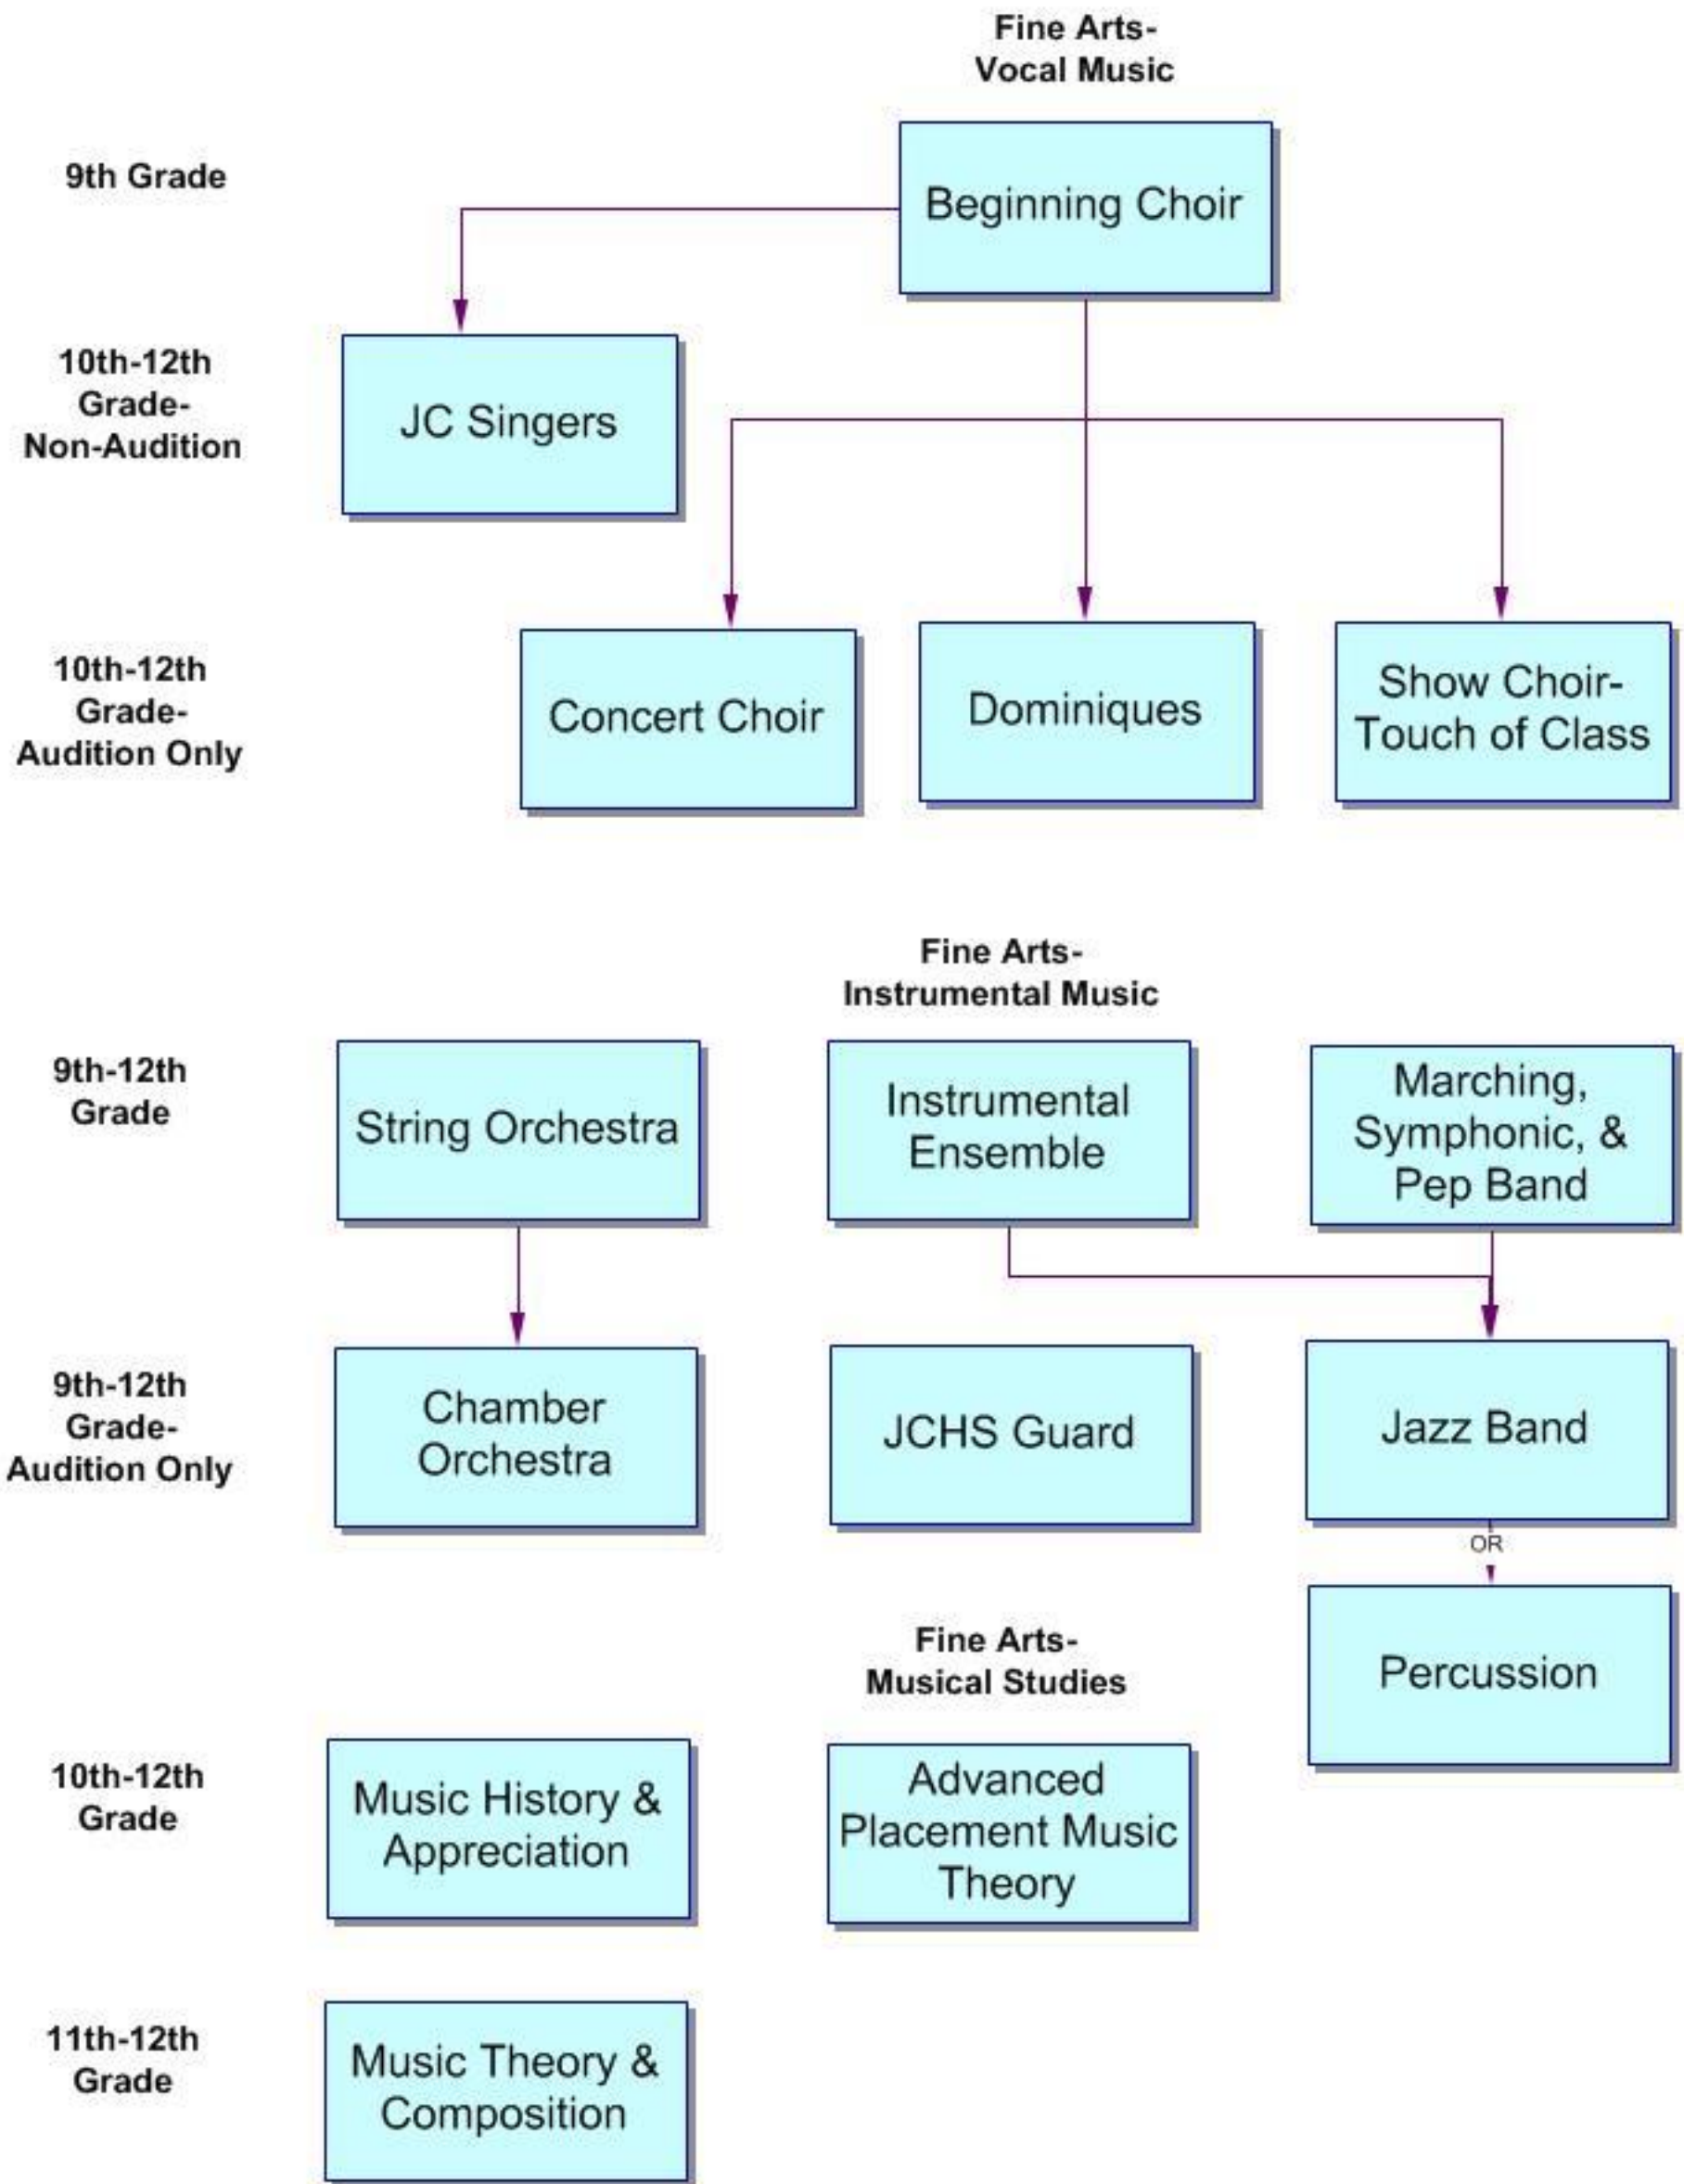 Fine Arts-
Vocal Music
9th Grade
Beginning Choir
10th-12th
Grade-
Non-Audition
JC Singers
10th-12th
Grade-
Audition Only
Concert Choir
Dominiques
Show Choir-
Touch of Class
Fine Arts-
Instrumental Music
9th-12th
Grade
String Orchestra
Instrumental
Ensemble
Marching,
Symphonic, &
Pep Band
9th-12th
Grade-
Audition Only
Chamber
Orchestra
JCHS Guard
Jazz Band
OR
Percussion
Fine Arts-
Musical Studies
10th-12th
Grade
Music History &
Appreciation
Advanced
Placement Music
Theory
11th-12th
Grade
Music Theory &
Composition